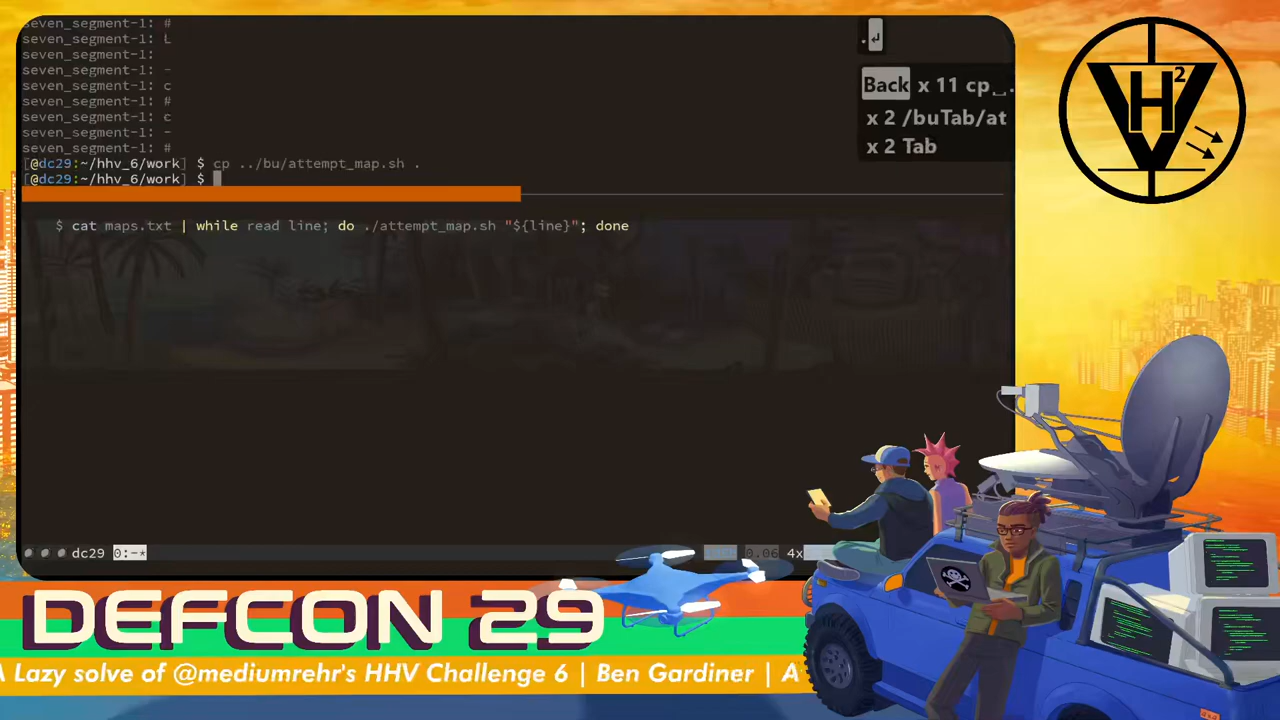 seven_segment-1: #
seven_segment-1: L
seven_segment-1:
seven_segment-1: -
seven_segment-1: c
seven_segment-1: #
seven_segment-1: c
seven_segment-1: -
seven_segment-1: #
[@dc29:~/hhv_6/work] $ cp ../bu/attempt_map.sh .
[@dc29:~/hhv_6/work] $
.↵
Back x 11 cp␣.
x 2 /buTab/at
x 2 Tab
$ cat maps.txt | while read line; do ./attempt_map.sh "${line}"; done
dc29 0:-* 0.06 4x
H2V
DEFCON 29
A Lazy solve of @mediumrehr's HHV Challenge 6 | Ben Gardiner | A